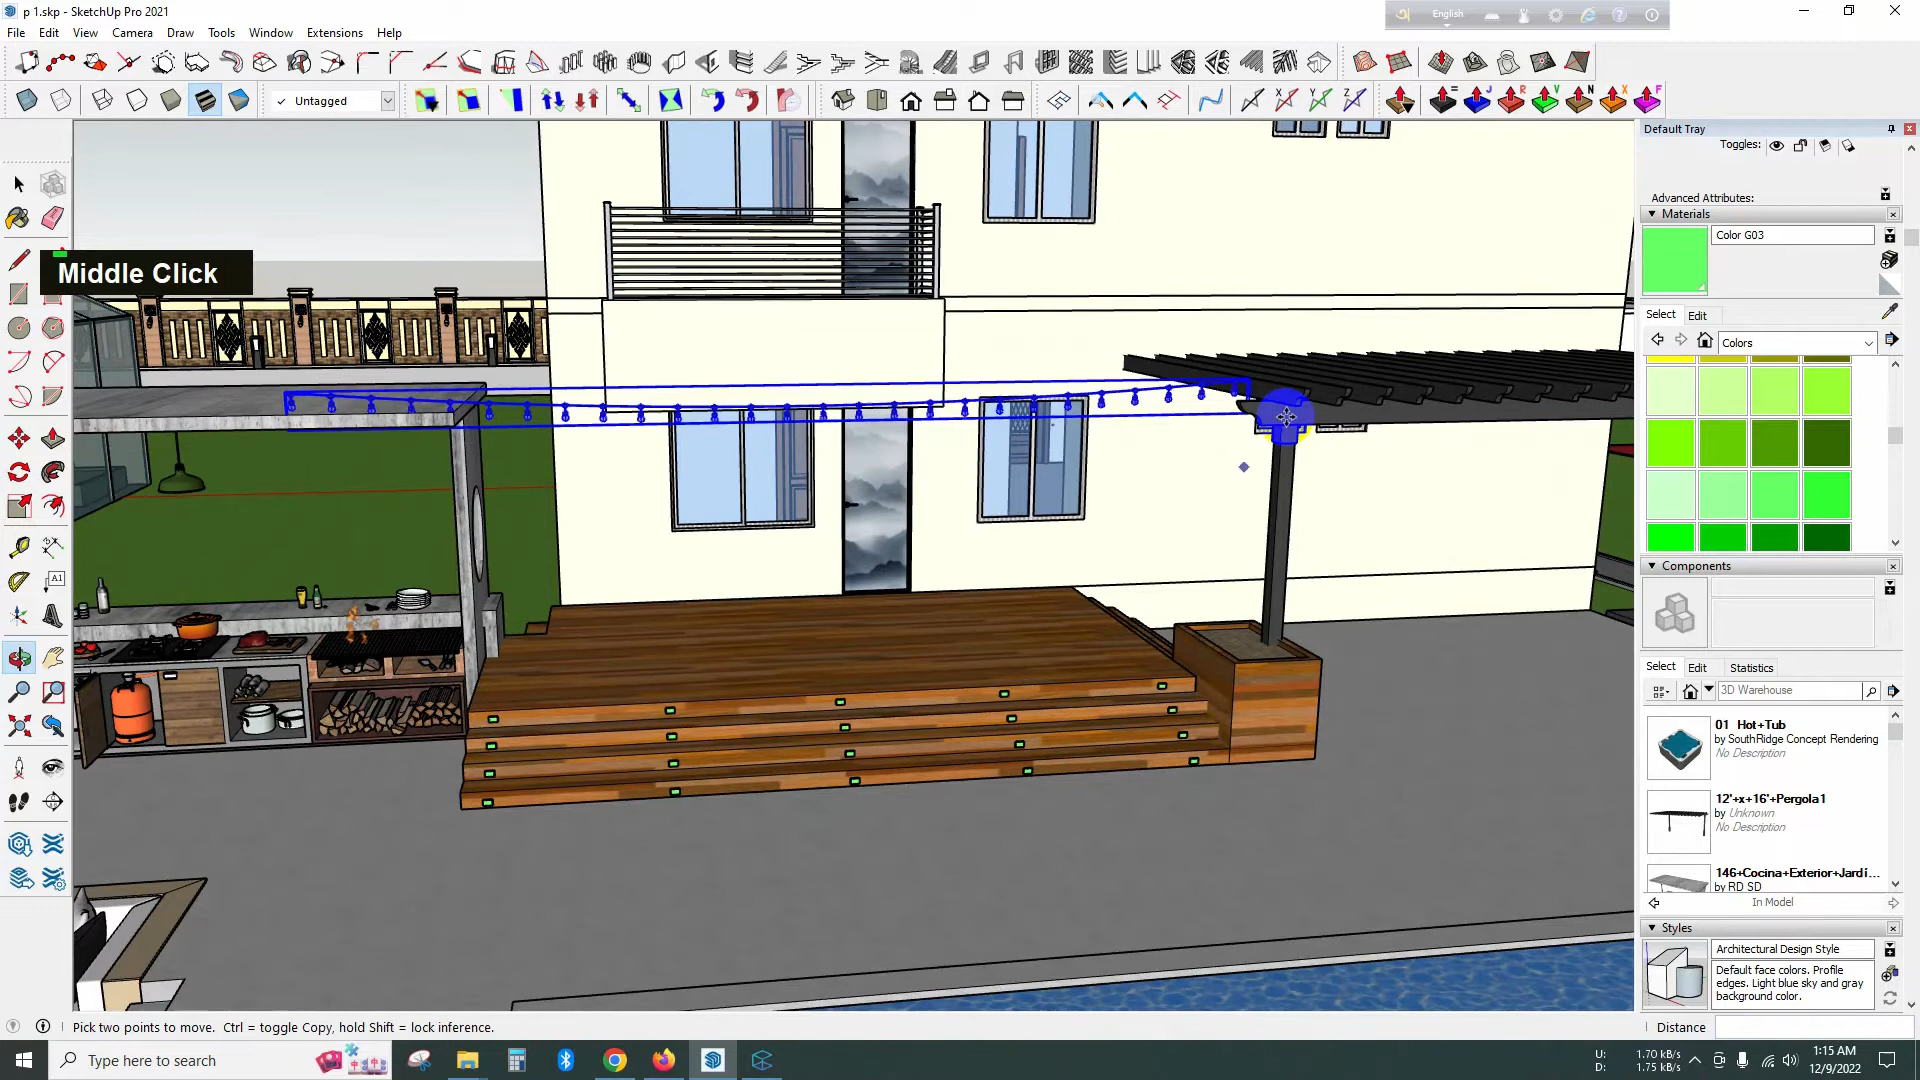 p 1.skp - SketchUp Pro 2021
English
File Edit View Camera Draw Tools Window Extensions Help
Untagged
Middle Click
Default Tray
Toggles:
Advanced Attributes:
Materials
Color G03
Select Edit
Colors
Components
Select Edit Statistics
3D Warehouse
01 Hot+Tub
by SouthRidge Concept Rendering
No Description
12'+x+16'+Pergola1
by Unknown
No Description
146+Cocina+Exterior+Jardi...
by RD SD
In Model
Styles
Architectural Design Style
Default face colors. Profile
edges. Light blue sky and gray
background color.
Pick two points to move. Ctrl = toggle Copy, hold Shift = lock inference.
Distance
Type here to search
U: 1.70 kB/s
D: 1.75 kB/s
1:15 AM
12/9/2022